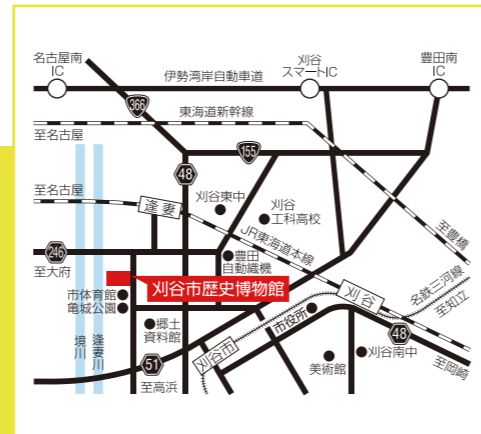 名古屋南
IC
刈谷
スマートIC
豊田南
IC
伊勢湾岸自動車道
366
東海道新幹線
至名古屋
155
48
至名古屋
逢妻
刈谷東中
刈谷
工科高校
JR東海道本線
至豊橋
246
至大府
豊田
自動織機
刈谷市歴史博物館
名鉄三河線
至知立
刈谷
市体育館
亀城公園
市役所
郷土
資料館
刈谷市
48
境川
逢妻川
51
至高浜
美術館
刈谷南中
至岡崎